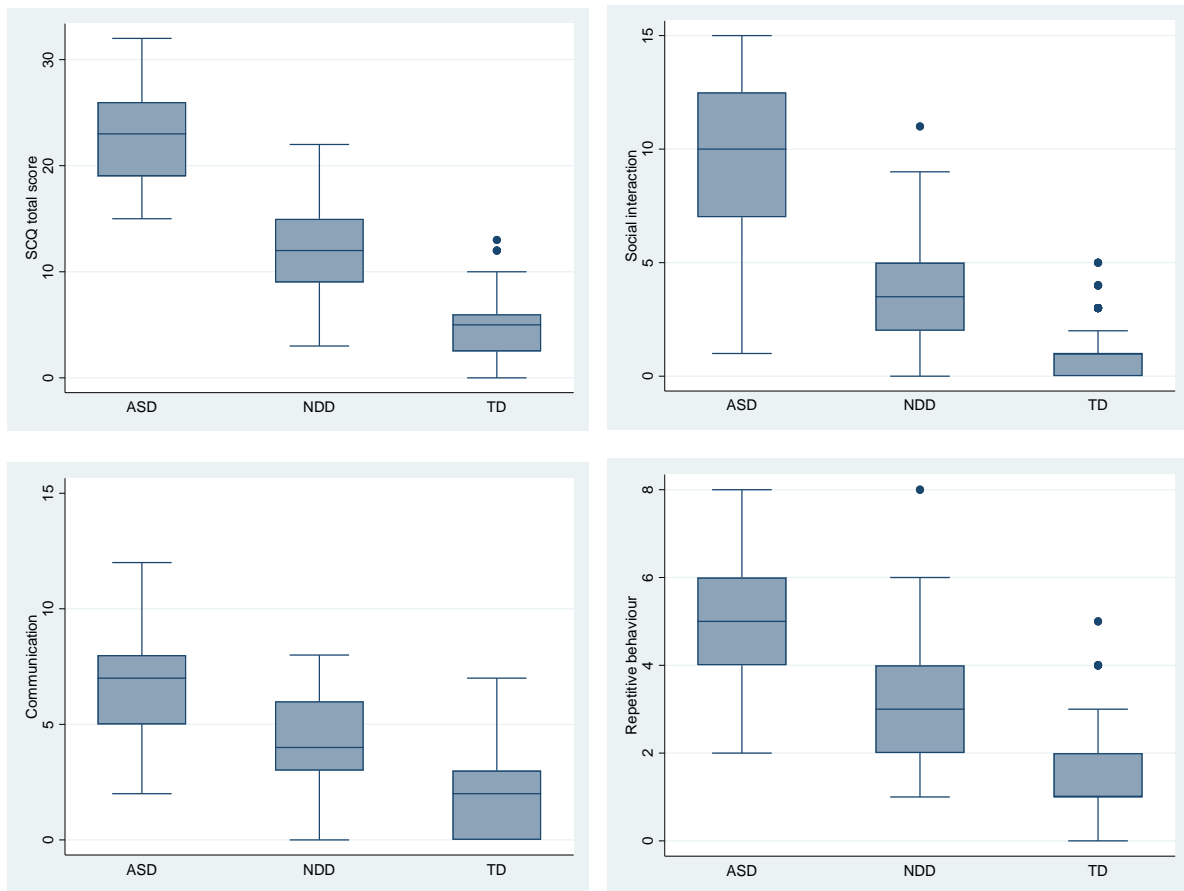 SCQ total score
30
20
10
0
ASD NDD TD
Social interaction
15
10
5
0
ASD NDD TD
Communication
15
10
5
0
ASD NDD TD
Repetitive behaviour
8
6
4
2
0
ASD NDD TD